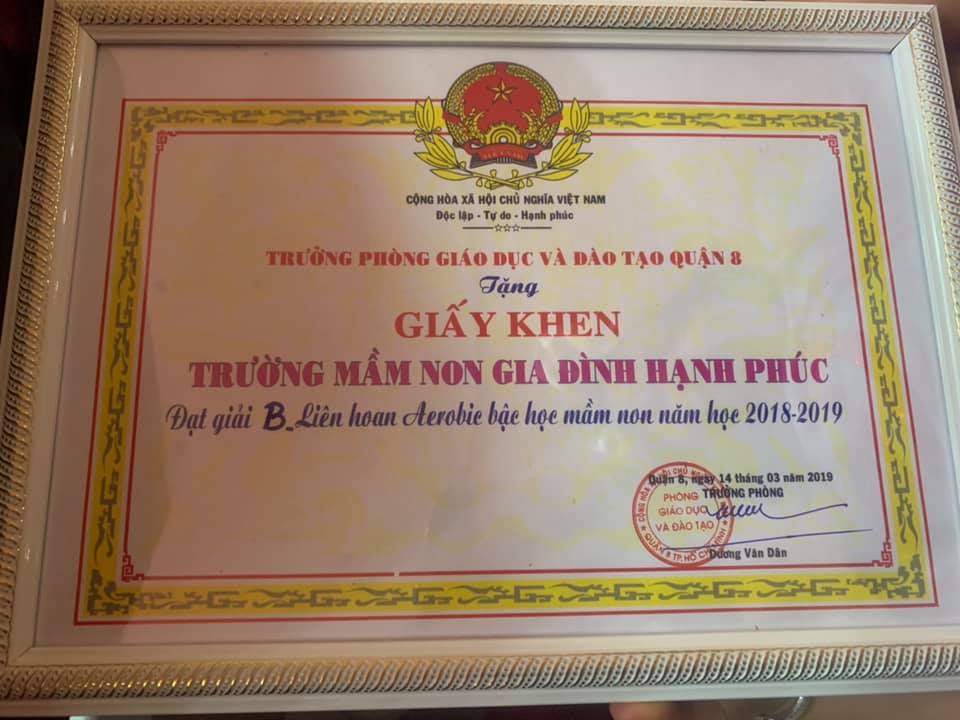 VIỆT NAM
CỘNG HÒA XÃ HỘI CHỦ NGHĨA VIỆT NAM
Độc lập - Tự do - Hạnh phúc
TRƯỞNG PHÒNG GIÁO DỤC VÀ ĐÀO TẠO QUẬN 8
Tặng
GIẤY KHEN
TRƯỜNG MẦM NON GIA ĐÌNH HẠNH PHÚC
Đạt giải B_Liên hoan Aerobic bậc học mầm non năm học 2018-2019
Quận 8, ngày 14 tháng 03 năm 2019
TRƯỞNG PHÒNG
PHÒNG
GIÁO DỤC
VÀ ĐÀO TẠO
Dương Văn Dân